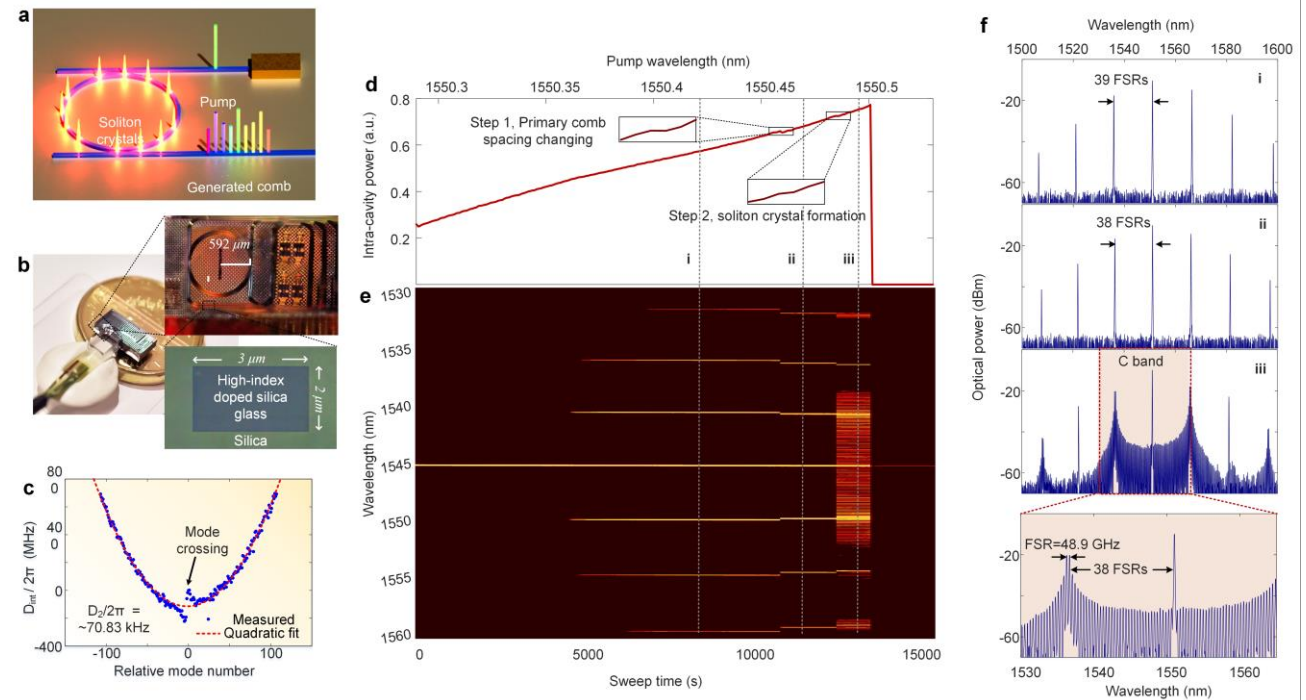 a
Pump
Soliton
crystals
Generated comb
b
592 μm
3 μm
2 μm
High-index
doped silica
glass
Silica
c
80
0
40
0
0
-400
D_int / 2π (MHz)
Mode
crossing
D₂/2π =
~70.83 kHz
Measured
Quadratic fit
-100
0
100
Relative mode number
d
Pump wavelength (nm)
1550.3
1550.35
1550.4
1550.45
1550.5
Intra-cavity power (a.u.)
0.8
0.6
0.4
0.2
Step 1, Primary comb
spacing changing
Step 2, soliton crystal formation
i
ii
iii
e
Wavelength (nm)
1530
1535
1540
1545
1550
1555
1560
0
5000
10000
15000
Sweep time (s)
f
Wavelength (nm)
1500
1520
1540
1560
1580
1600
Optical power (dBm)
i
39 FSRs
-20
-60
ii
38 FSRs
-20
-60
iii
C band
-20
-60
FSR=48.9 GHz
38 FSRs
-20
-60
1530
1540
1550
1560
Wavelength (nm)